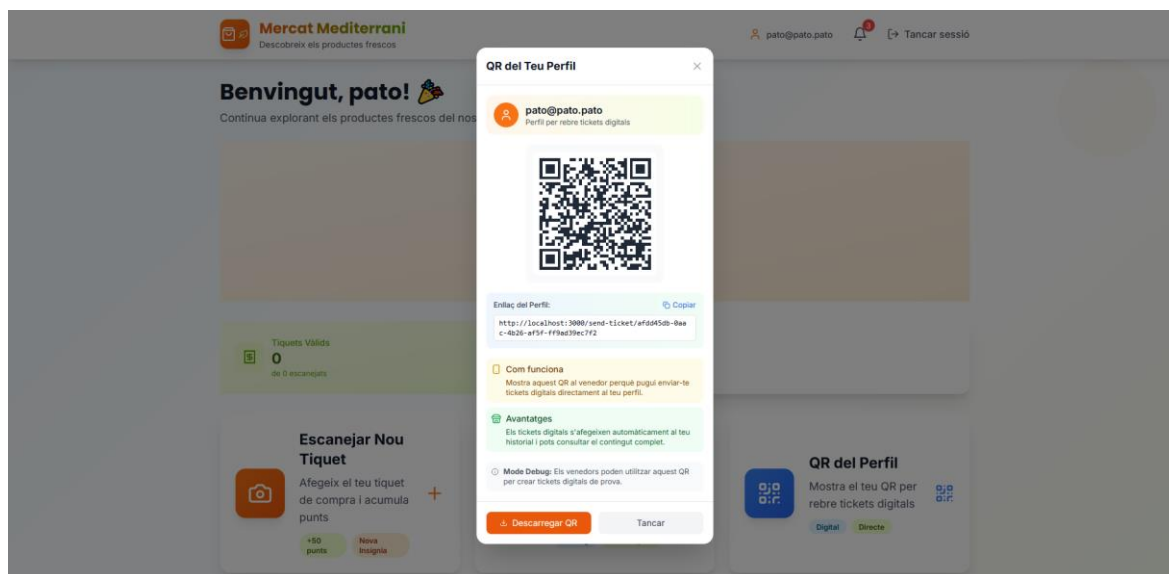 Mercat Mediterrani
Descobreix els productes frescos
pato@pato.pato
3
Tancar sessió
Benvingut, pato!
Continua explorant els productes frescos del nos
QR del Teu Perfil
pato@pato.pato
Perfil per rebre tickets digitals
Enllaç del Perfil:
Copiar
http://localhost:3000/send-ticket/afdd45db-0aa
c-4b26-af5f-ff9ad39ec7f2
Com funciona
Mostra aquest QR al venedor perquè pugui enviar-te
tickets digitals directament al teu perfil.
Avantatges
Els tickets digitals s'afegeixen automàticament al teu
historial i pots consultar el contingut complet.
Mode Debug: Els venedors poden utilitzar aquest QR
per crear tickets digitals de prova.
Descarregar QR
Tancar
Tiquets Vàlids
0
de 0 escanejats
Escanejar Nou
Tiquet
Afegeix el teu tiquet
de compra i acumula
punts
+50
punts
Nova
Insignia
QR del Perfil
Mostra el teu QR per
rebre tickets digitals
Digital
Directe